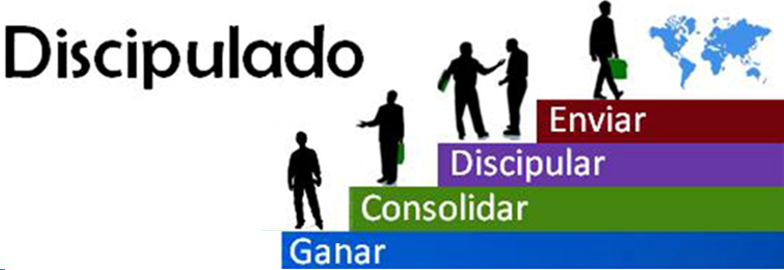 Discipulado
Enviar
Discipular
Consolidar
Ganar